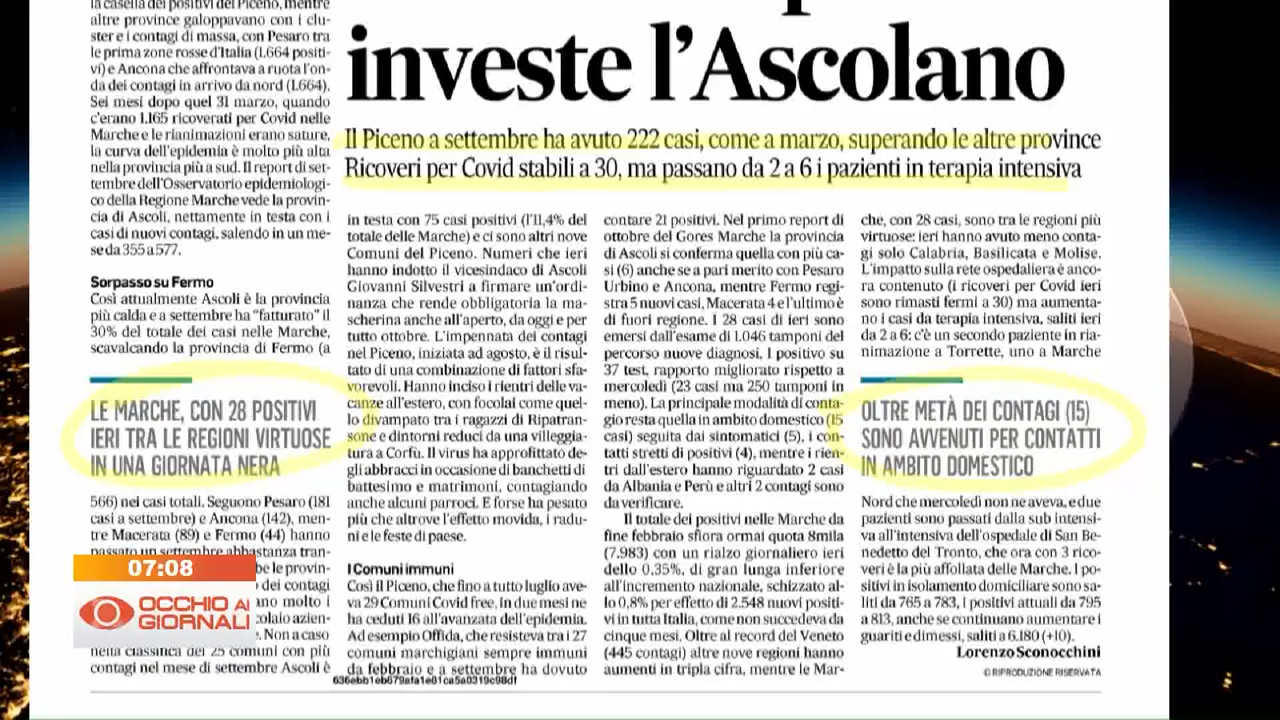 investe l'Ascolano
Il Piceno a settembre ha avuto 222 casi, come a marzo, superando le altre province
Ricoveri per Covid stabili a 30, ma passano da 2 a 6 i pazienti in terapia intensiva
la casella dei positivi del Piceno, mentre
altre province galoppavano con i clu-
ster e i contagi di massa, con Pesaro tra
le prima zone rosse d'Italia (1.664 positi-
vi) e Ancona che affrontava a ruota l'on-
da dei contagi in arrivo da nord (1.664).
Sei mesi dopo quel 31 marzo, quando
c'erano 1.165 ricoverati per Covid nelle
Marche e le rianimazioni erano sature,
la curva dell'epidemia è molto più alta
nella provincia più a sud. Il report di set-
tembre dell'Osservatorio epidemiologi-
co della Regione Marche vede la provin-
cia di Ascoli, nettamente in testa con i
casi di nuovi contagi, salendo in un me-
se da 355 a 577.
Sorpasso su Fermo
Così attualmente Ascoli è la provincia
più calda e a settembre ha "fatturato" il
30% del totale dei casi nelle Marche,
scavalcando la provincia di Fermo (a
LE MARCHE, CON 28 POSITIVI
IERI TRA LE REGIONI VIRTUOSE
IN UNA GIORNATA NERA
566) nei casi totali. Seguono Pesaro (181
casi a settembre) e Ancona (142), men-
tre Macerata (89) e Fermo (44) hanno
passato un settembre abbastanza tran-
be le provin-
dei contagi
ano molto i
colaio azien-
. Non a caso
nella classifica dei 25 comuni con più
contagi nel mese di settembre Ascoli è
in testa con 75 casi positivi (l'11,4% del
totale delle Marche) e ci sono altri nove
Comuni del Piceno. Numeri che ieri
hanno indotto il vicesindaco di Ascoli
Giovanni Silvestri a firmare un'ordi-
nanza che rende obbligatoria la ma-
scherina anche all'aperto, da oggi e per
tutto ottobre. L'impennata dei contagi
nel Piceno, iniziata ad agosto, è il risul-
tato di una combinazione di fattori sfa-
vorevoli. Hanno inciso i rientri delle va-
canze all'estero, con focolai come quel-
lo divampato tra i ragazzi di Ripatran-
sone e dintorni reduci da una villeggia-
tura a Corfù. Il virus ha approfittato de-
gli abbracci in occasione di banchetti di
battesimo e matrimoni, contagiando
anche alcuni parroci. E forse ha pesato
più che altrove l'effetto movida, i radu-
ni e le feste di paese.
I Comuni immuni
Così il Piceno, che fino a tutto luglio ave-
va 29 Comuni Covid free, in due mesi ne
ha ceduti 16 all'avanzata dell'epidemia.
Ad esempio Offida, che resisteva tra i 27
comuni marchigiani sempre immuni
da febbraio e a settembre ha dovuto
contare 21 positivi. Nel primo report di
ottobre del Gores Marche la provincia
di Ascoli si conferma quella con più ca-
si (6) anche se a pari merito con Pesaro
Urbino e Ancona, mentre Fermo regi-
stra 5 nuovi casi, Macerata 4 e l'ultimo è
di fuori regione. I 28 casi di ieri sono
emersi dall'esame di 1.046 tamponi del
percorso nuove diagnosi, 1 positivo su
37 test, rapporto migliorato rispetto a
mercoledì (23 casi ma 250 tamponi in
meno). La principale modalità di conta-
gio resta quella in ambito domestico (15
casi) seguita dai sintomatici (5), i con-
tatti stretti di positivi (4), mentre i rien-
tri dall'estero hanno riguardato 2 casi
da Albania e Perù e altri 2 contagi sono
da verificare.
Il totale dei positivi nelle Marche da
fine febbraio sfiora ormai quota 8mila
(7.983) con un rialzo giornaliero ieri
dello 0,35%, di gran lunga inferiore
all'incremento nazionale, schizzato al-
lo 0,8% per effetto di 2.548 nuovi positi-
vi in tutta Italia, come non succedeva da
cinque mesi. Oltre al record del Veneto
(445 contagi) altre nove regioni hanno
aumenti in tripla cifra, mentre le Mar-
che, con 28 casi, sono tra le regioni più
virtuose: ieri hanno avuto meno conta-
gi solo Calabria, Basilicata e Molise.
L'impatto sulla rete ospedaliera è anco-
ra contenuto (i ricoveri per Covid ieri
sono rimasti fermi a 30) ma aumenta-
no i casi da terapia intensiva, saliti ieri
da 2 a 6: c'è un secondo paziente in ria-
nimazione a Torrette, uno a Marche
OLTRE METÀ DEI CONTAGI (15)
SONO AVVENUTI PER CONTATTI
IN AMBITO DOMESTICO
Nord che mercoledì non ne aveva, e due
pazienti sono passati dalla sub intensi-
va all'intensiva dell'ospedale di San Be-
nedetto del Tronto, che ora con 3 rico-
veri è la più affollata delle Marche. I po-
sitivi in isolamento domiciliare sono sa-
liti da 765 a 783, i positivi attuali da 795
a 813, anche se continuano aumentare i
guariti e dimessi, saliti a 6.180 (+10).
Lorenzo Sconocchini
© RIPRODUZIONE RISERVATA
07:08
OCCHIO AI
GIORNALI